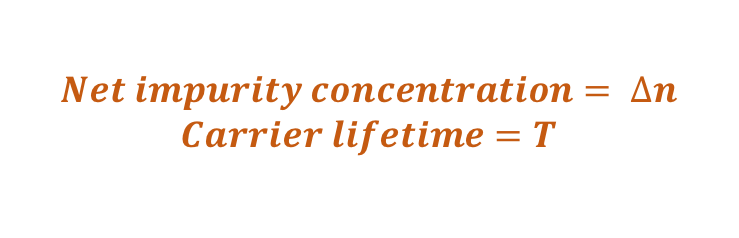 Net impurity concentration = Δn
Carrier lifetime = T